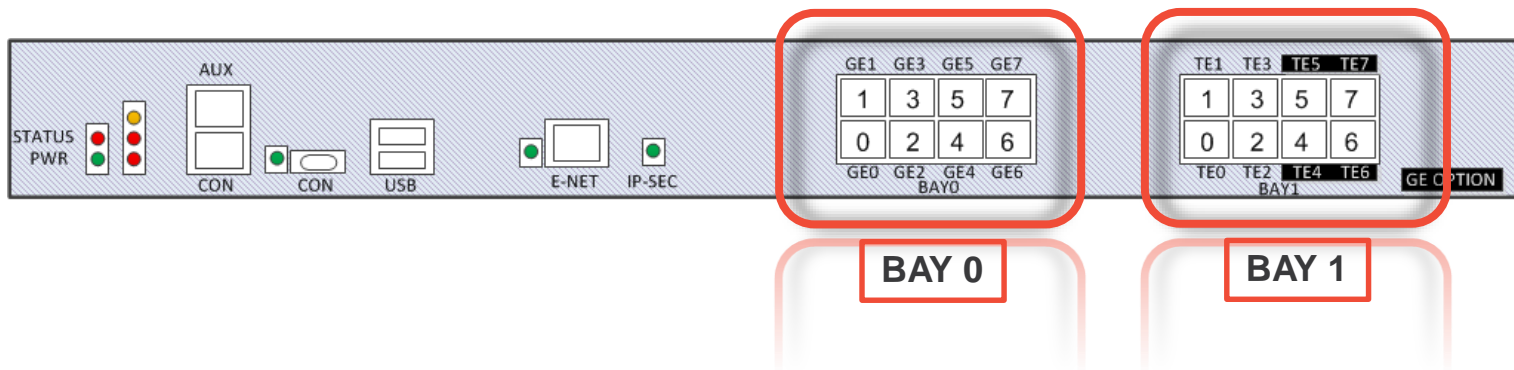 AUX
STATUS
PWR
CON
CON
USB
E-NET
IP-SEC
GE1 GE3 GE5 GE7
1 3 5 7
0 2 4 6
GE0 GE2 GE4 GE6
BAY0
TE1 TE3 TE5 TE7
1 3 5 7
0 2 4 6
TE0 TE2 TE4 TE6
BAY1
GE OPTION
BAY 0
BAY 1